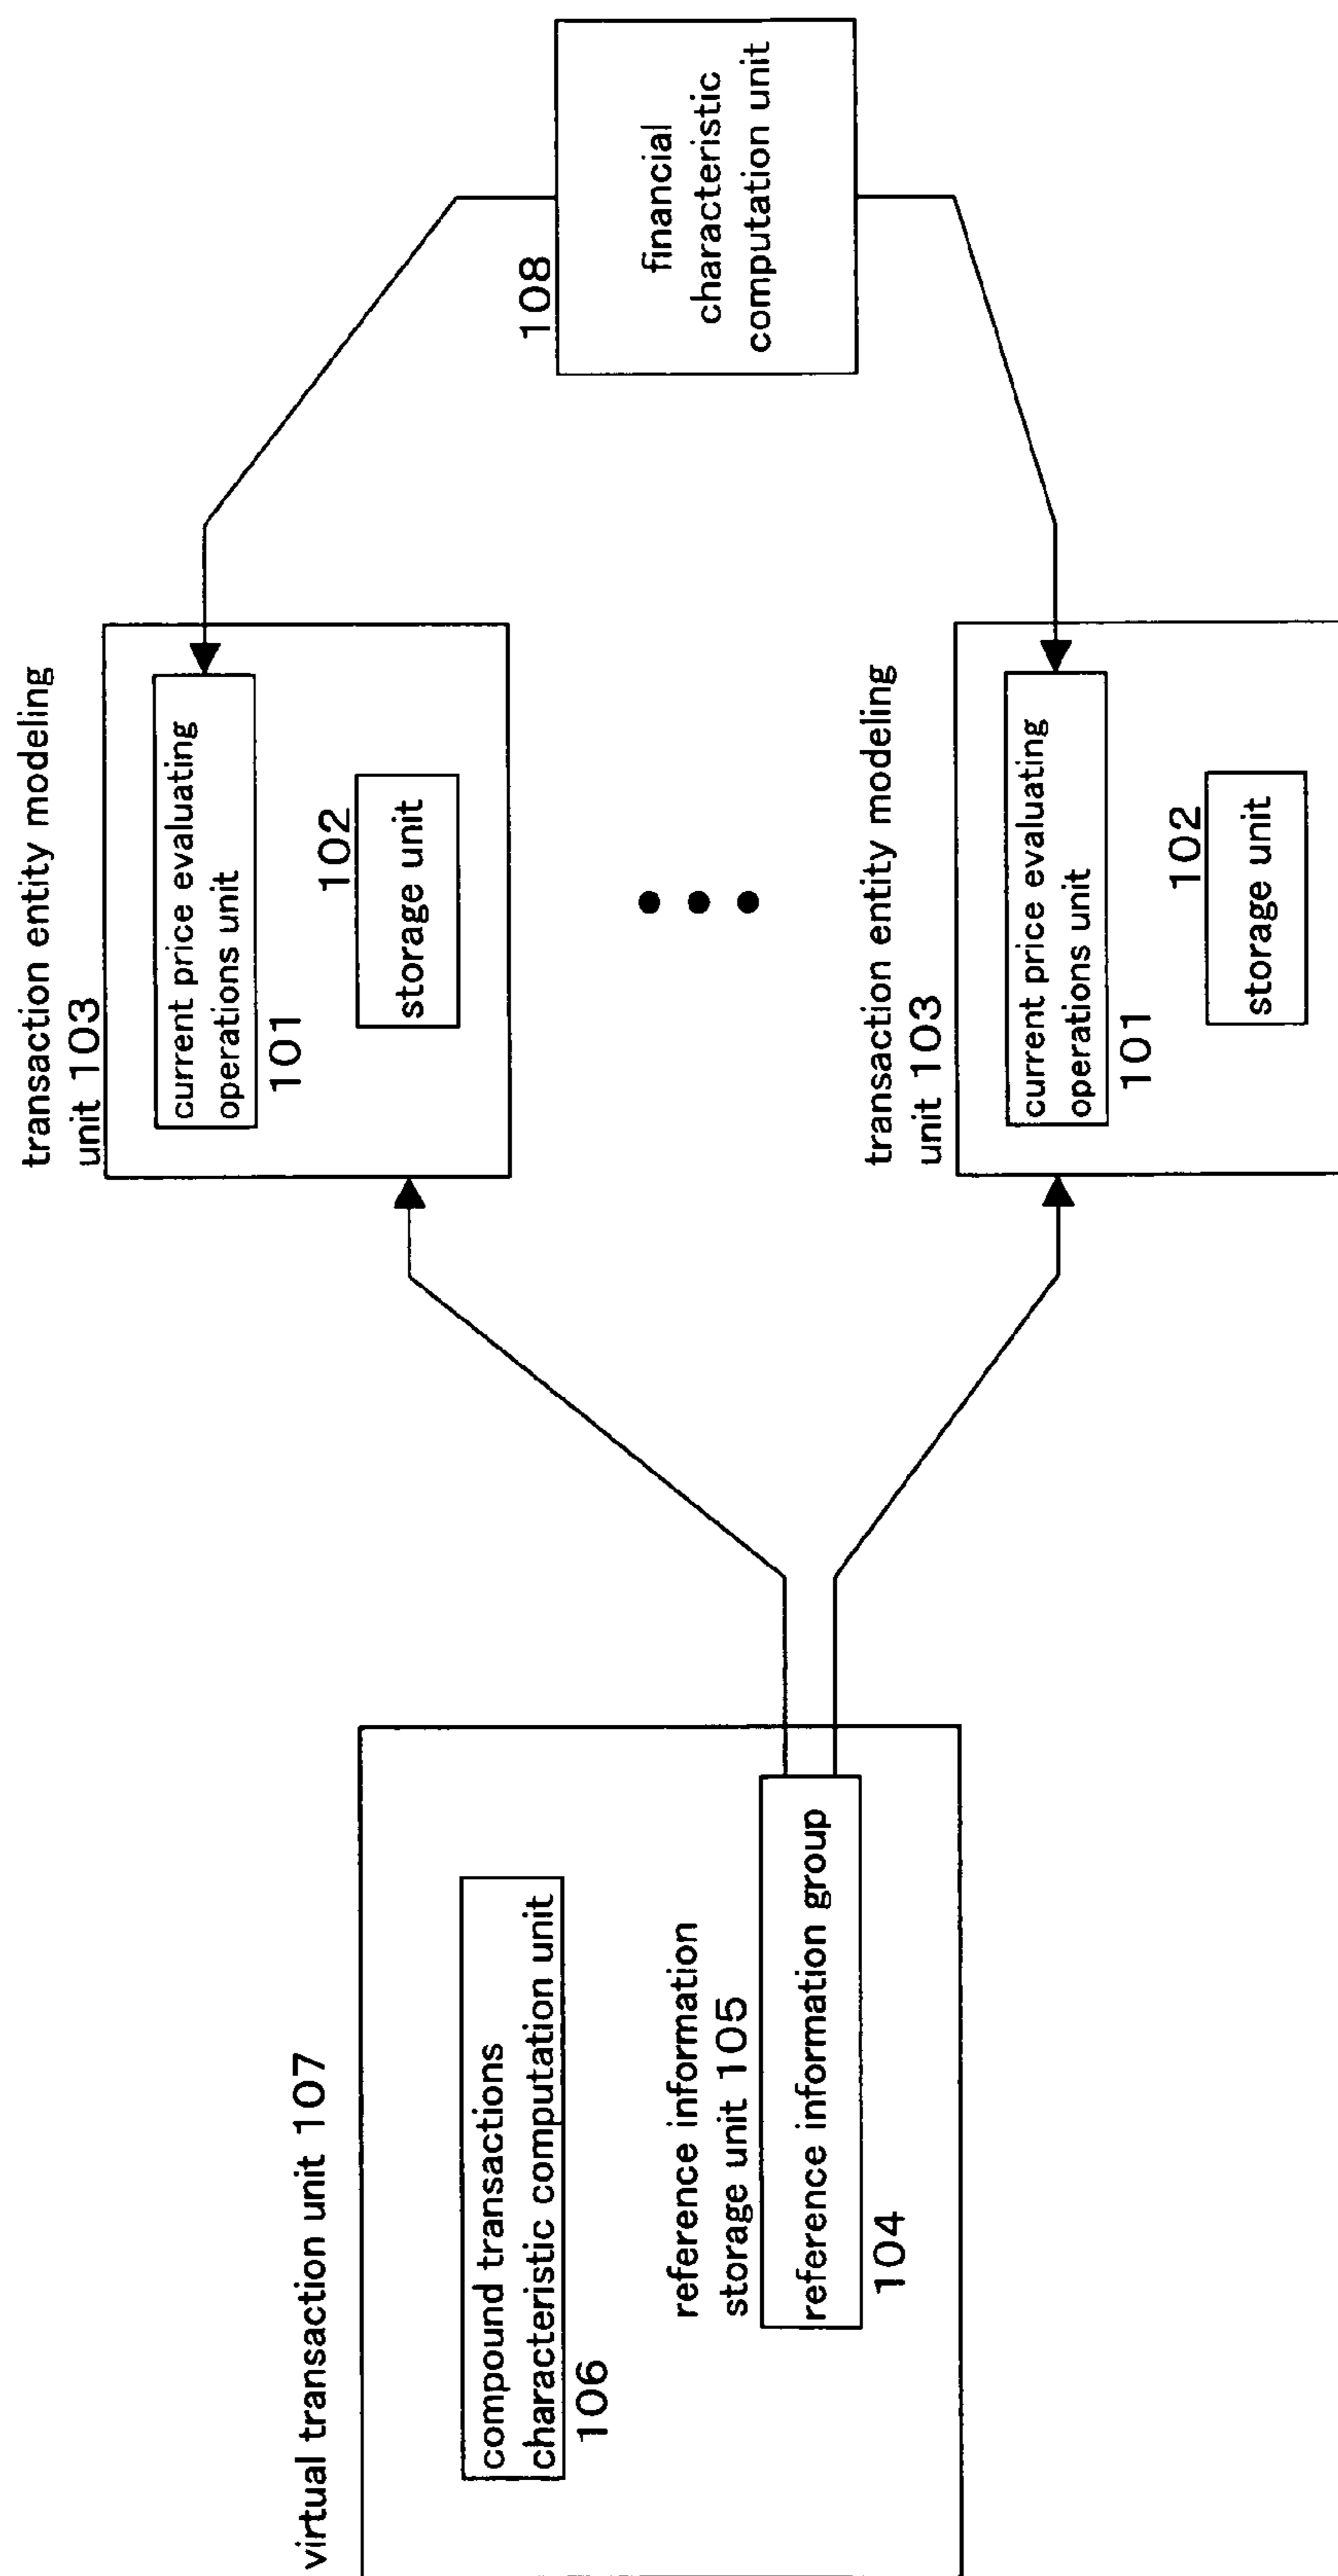 virtual transaction unit 107
compound transactions
characteristic computation unit
106
reference information
storage unit 105
reference information group
104
transaction entity modeling
unit 103
current price evaluating
operations unit
101
102
storage unit
transaction entity modeling
unit 103
current price evaluating
operations unit
101
102
storage unit
108
financial
characteristic
computation unit